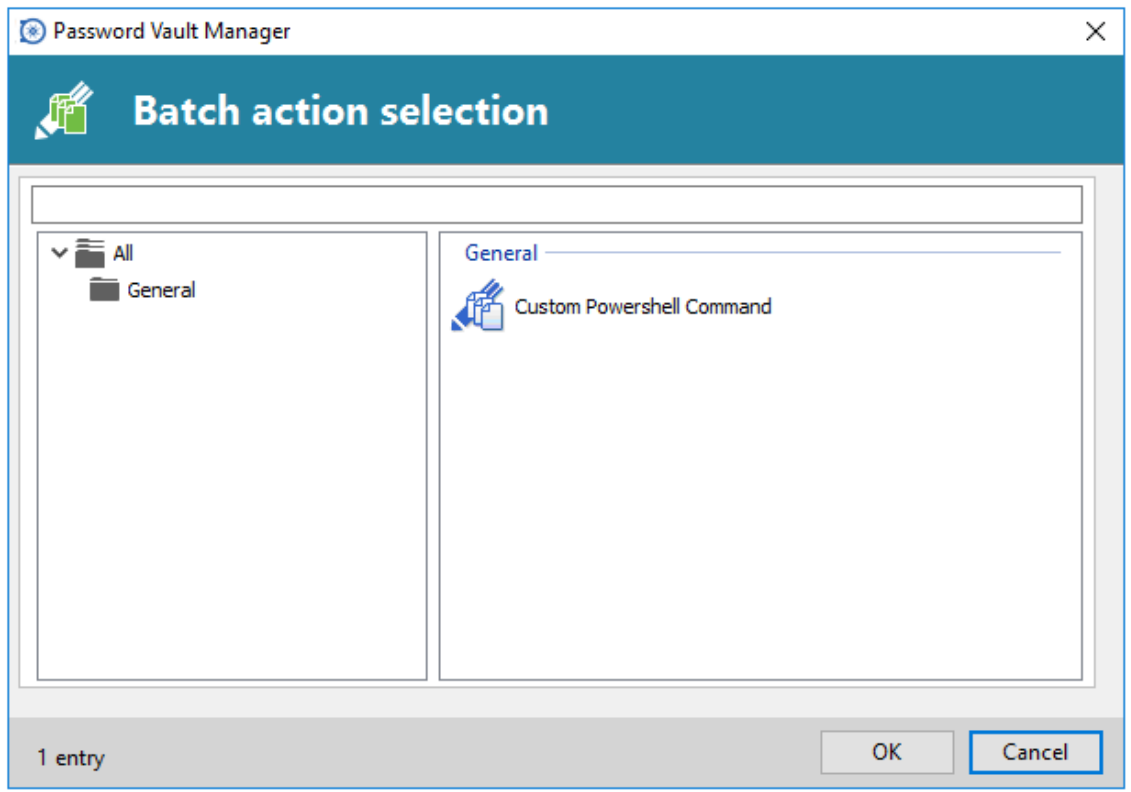 Password Vault Manager
Batch action selection
All
General
General
Custom Powershell Command
1 entry
OK
Cancel